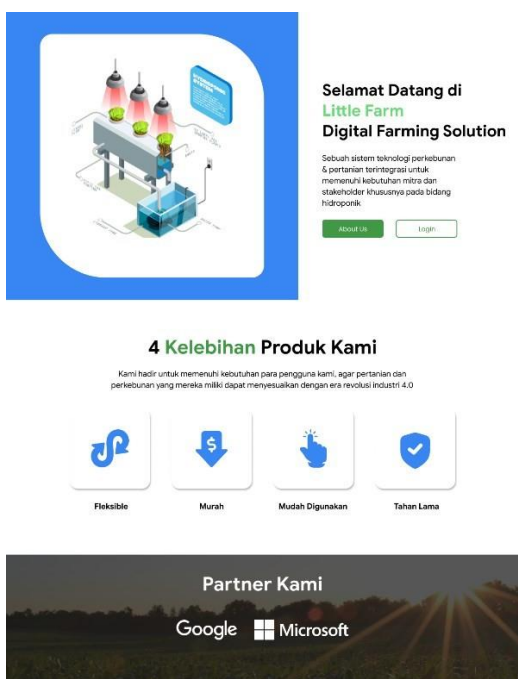 HYDROPONIC
SYSTEM
Selamat Datang di
Little Farm
Digital Farming Solution
Sebuah sistem teknologi perkebunan
& pertanian terintegrasi untuk
memenuhi kebutuhan mitra dan
stakeholder khususnya pada bidang
hidroponik
About Us
Login
4 Kelebihan Produk Kami
Kami hadir untuk memenuhi kebutuhan para pengguna kami, agar pertanian dan
perkebunan yang mereka miliki dapat menyesuaikan dengan era revolusi industri 4.0
$
Fleksible
Murah
Mudah Digunakan
Tahan Lama
Partner Kami
Google
Microsoft